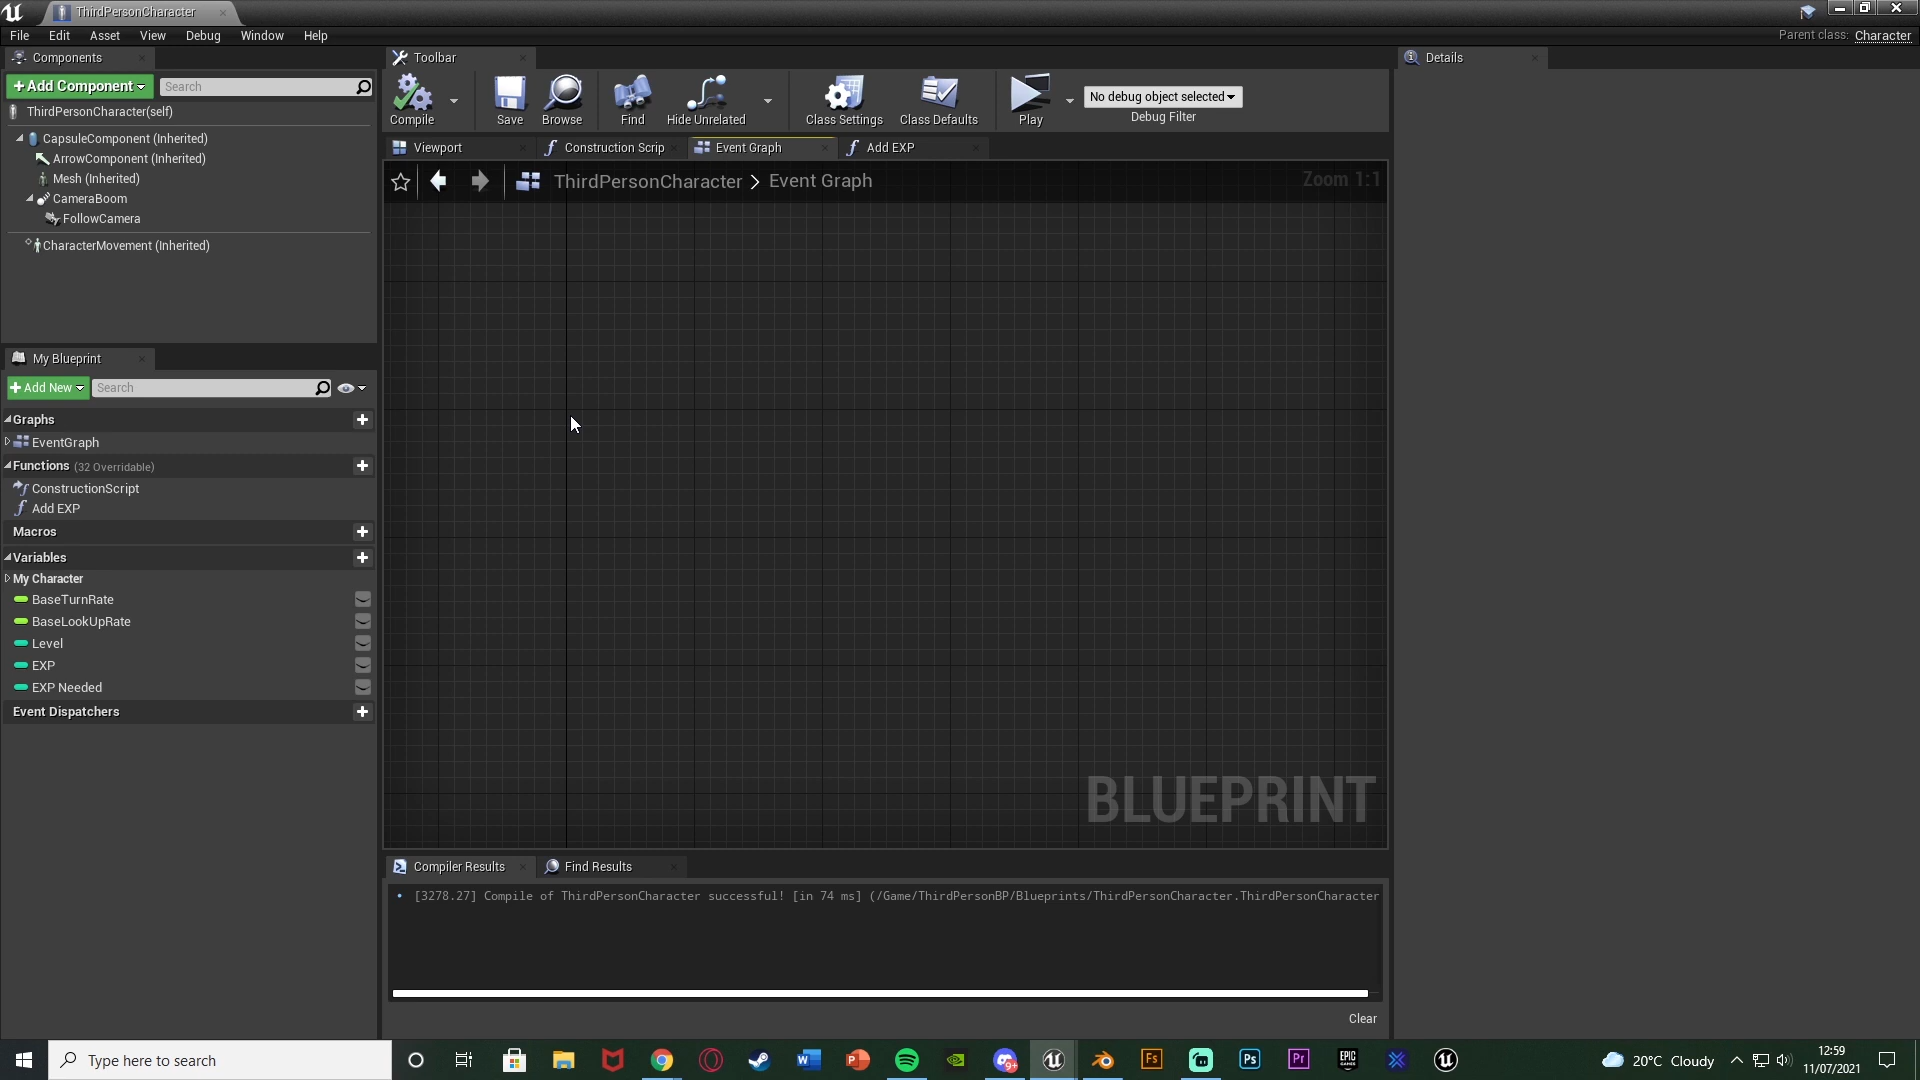 ThirdPersonCharacter
File Edit Asset View Debug Window Help
Parent class: Character
Components
Toolbar
Details
+Add Component
Search
ThirdPersonCharacter(self)
CapsuleComponent (Inherited)
ArrowComponent (Inherited)
Mesh (Inherited)
CameraBoom
FollowCamera
CharacterMovement (Inherited)
Compile
Save
Browse
Find
Hide Unrelated
Class Settings
Class Defaults
Play
No debug object selected
Debug Filter
Viewport
Construction Scrip
Event Graph
Add EXP
ThirdPersonCharacter > Event Graph
Zoom 1:1
My Blueprint
+Add New
Search
Graphs
EventGraph
Functions (32 Overridable)
ConstructionScript
Add EXP
Macros
Variables
My Character
BaseTurnRate
BaseLookUpRate
Level
EXP
EXP Needed
Event Dispatchers
BLUEPRINT
Compiler Results
Find Results
[3278.27] Compile of ThirdPersonCharacter successful! [in 74 ms] (/Game/ThirdPersonBP/Blueprints/ThirdPersonCharacter.ThirdPersonCharacter
Clear
Type here to search
W
P
9+
Fs
Ps
Pr
EPIC GAMES
20°C Cloudy
12:59
11/07/2021